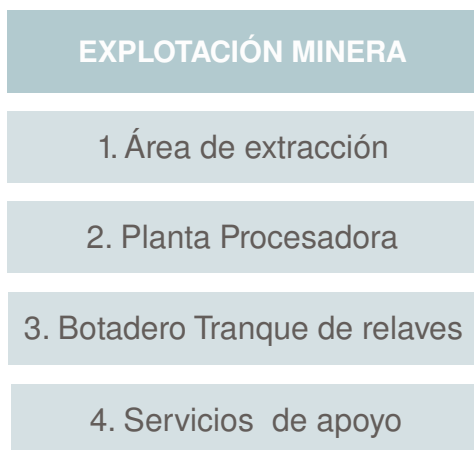 EXPLOTACIÓN MINERA
1. Área de extracción
2. Planta Procesadora
3. Botadero Tranque de relaves
4. Servicios de apoyo